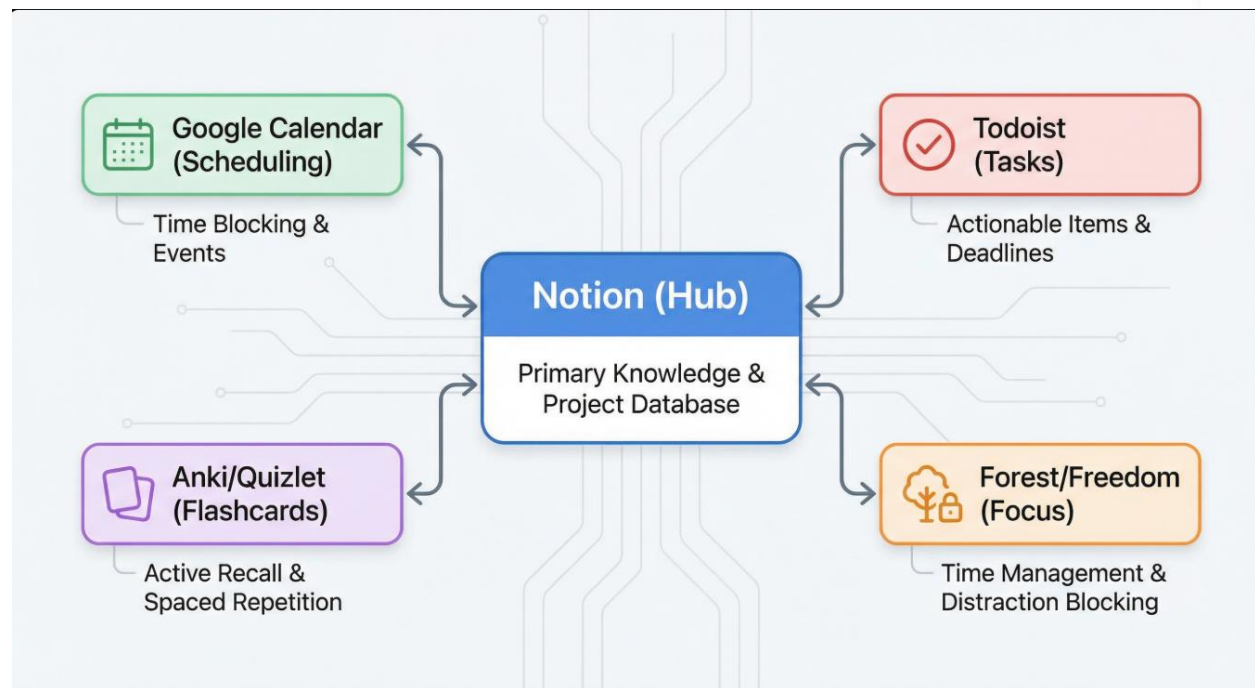 Google Calendar
(Scheduling)
Time Blocking &
Events
Todoist
(Tasks)
Actionable Items &
Deadlines
Notion (Hub)
Primary Knowledge &
Project Database
Anki/Quizlet
(Flashcards)
Active Recall &
Spaced Repetition
Forest/Freedom
(Focus)
Time Management &
Distraction Blocking